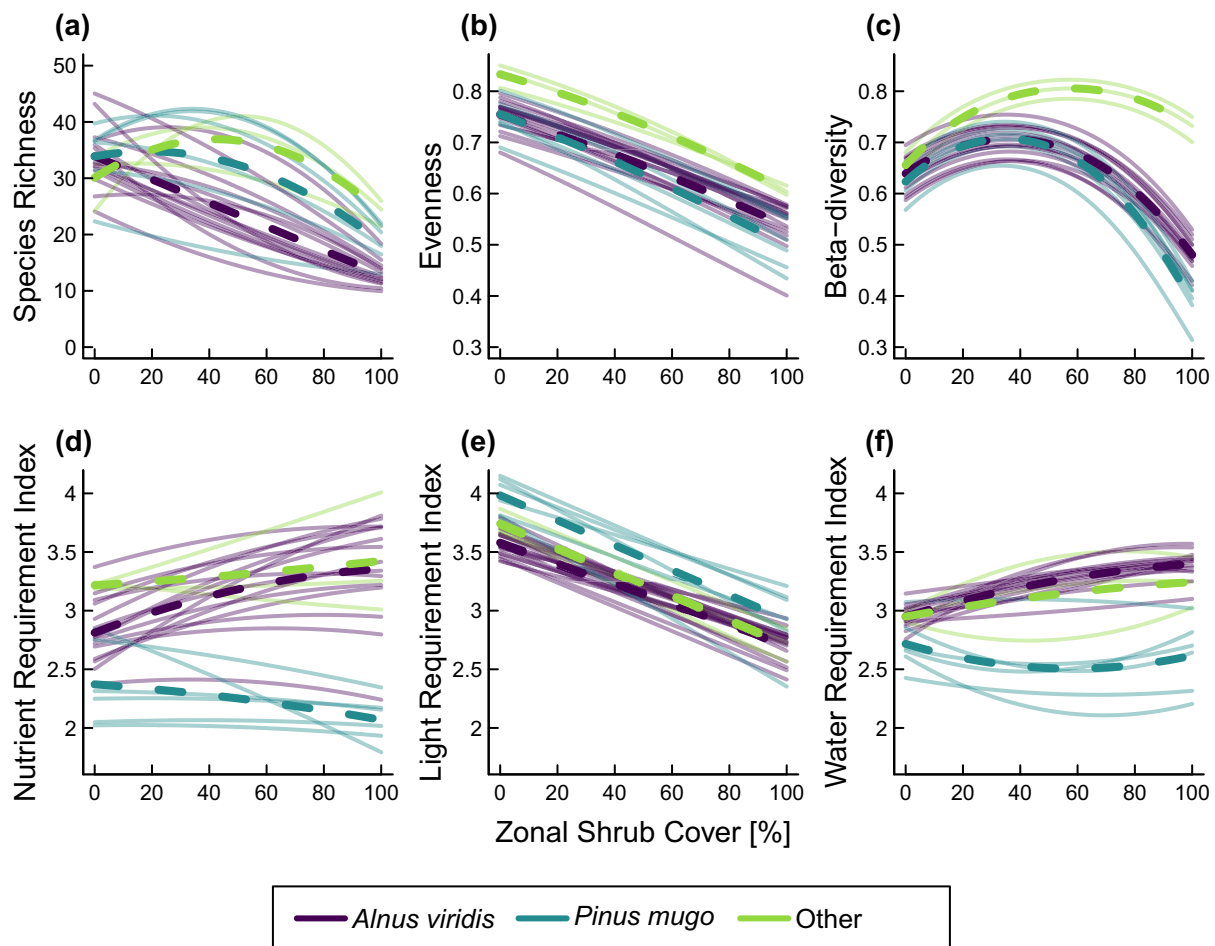 (a)
(b)
(c)
Species Richness
50
40
30
20
10
0
0 20 40 60 80 100
Evenness
0.8
0.7
0.6
0.5
0.4
0.3
0 20 40 60 80 100
Beta−diversity
0.8
0.7
0.6
0.5
0.4
0.3
0 20 40 60 80 100
(d)
(e)
(f)
Nutrient Requirement Index
4
3.5
3
2.5
2
0 20 40 60 80 100
Light Requirement Index
4
3.5
3
2.5
2
0 20 40 60 80 100
Water Requirement Index
4
3.5
3
2.5
2
0 20 40 60 80 100
Zonal Shrub Cover [%]
Alnus viridis Pinus mugo Other